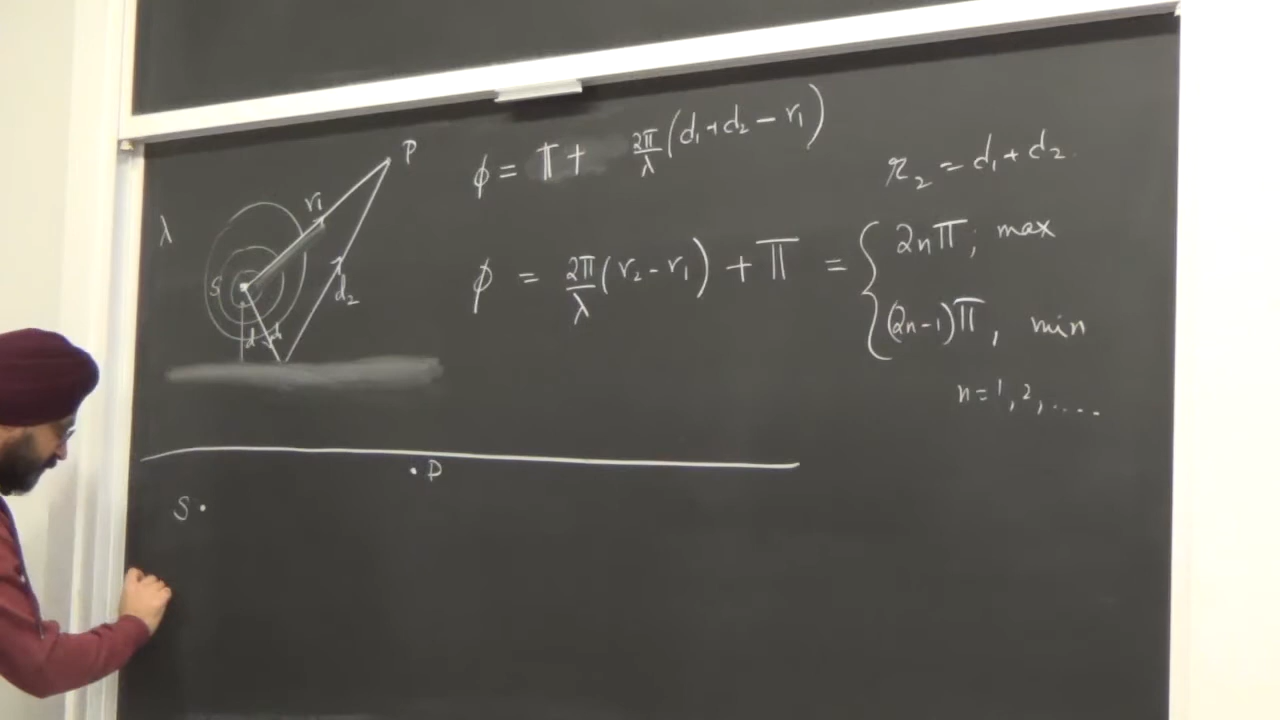 P
r₁
λ
S
d₁
d₂
ϕ = π + 2π/λ (d₁ + d₂ - r₁)
r₂ = d₁ + d₂
ϕ = 2π/λ (r₂ - r₁) + π = { 2nπ; max
(2n-1)π, min
n = 1, 2, ....
P
S